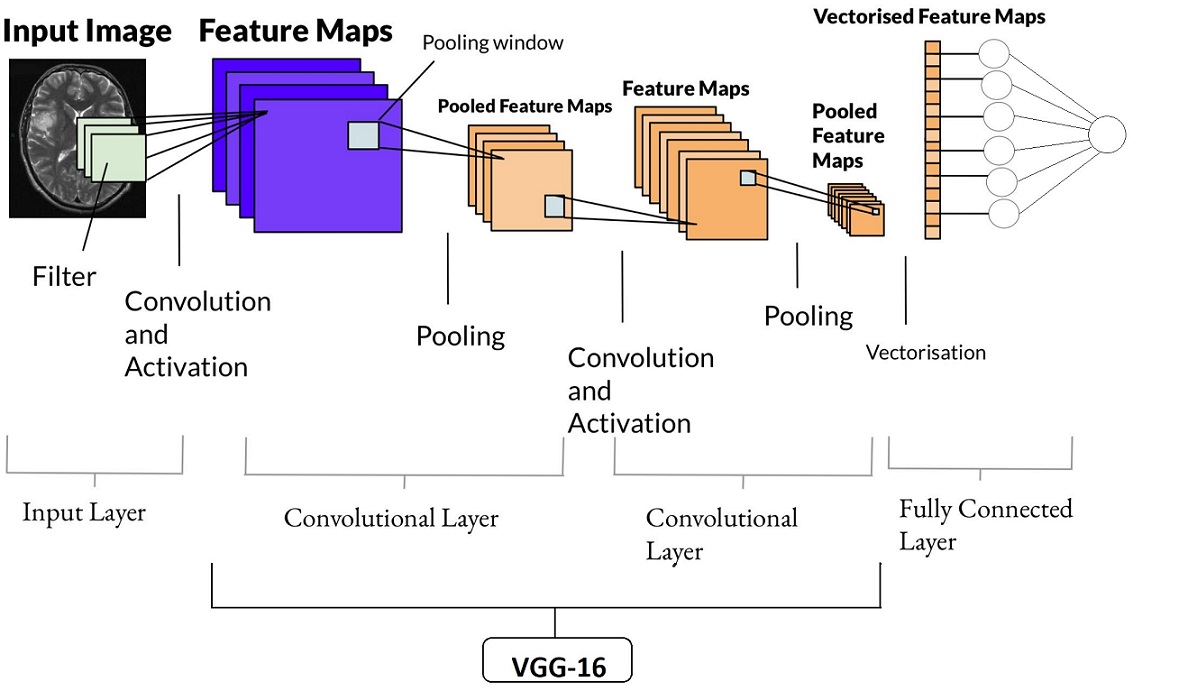 Input Image
Feature Maps
Pooling window
Pooled Feature Maps
Feature Maps
Vectorised Feature Maps
Pooled
Feature
Maps
Filter
Convolution
and
Activation
Pooling
Convolution
and
Activation
Pooling
Vectorisation
Input Layer
Convolutional Layer
Convolutional
Layer
Fully Connected
Layer
VGG-16